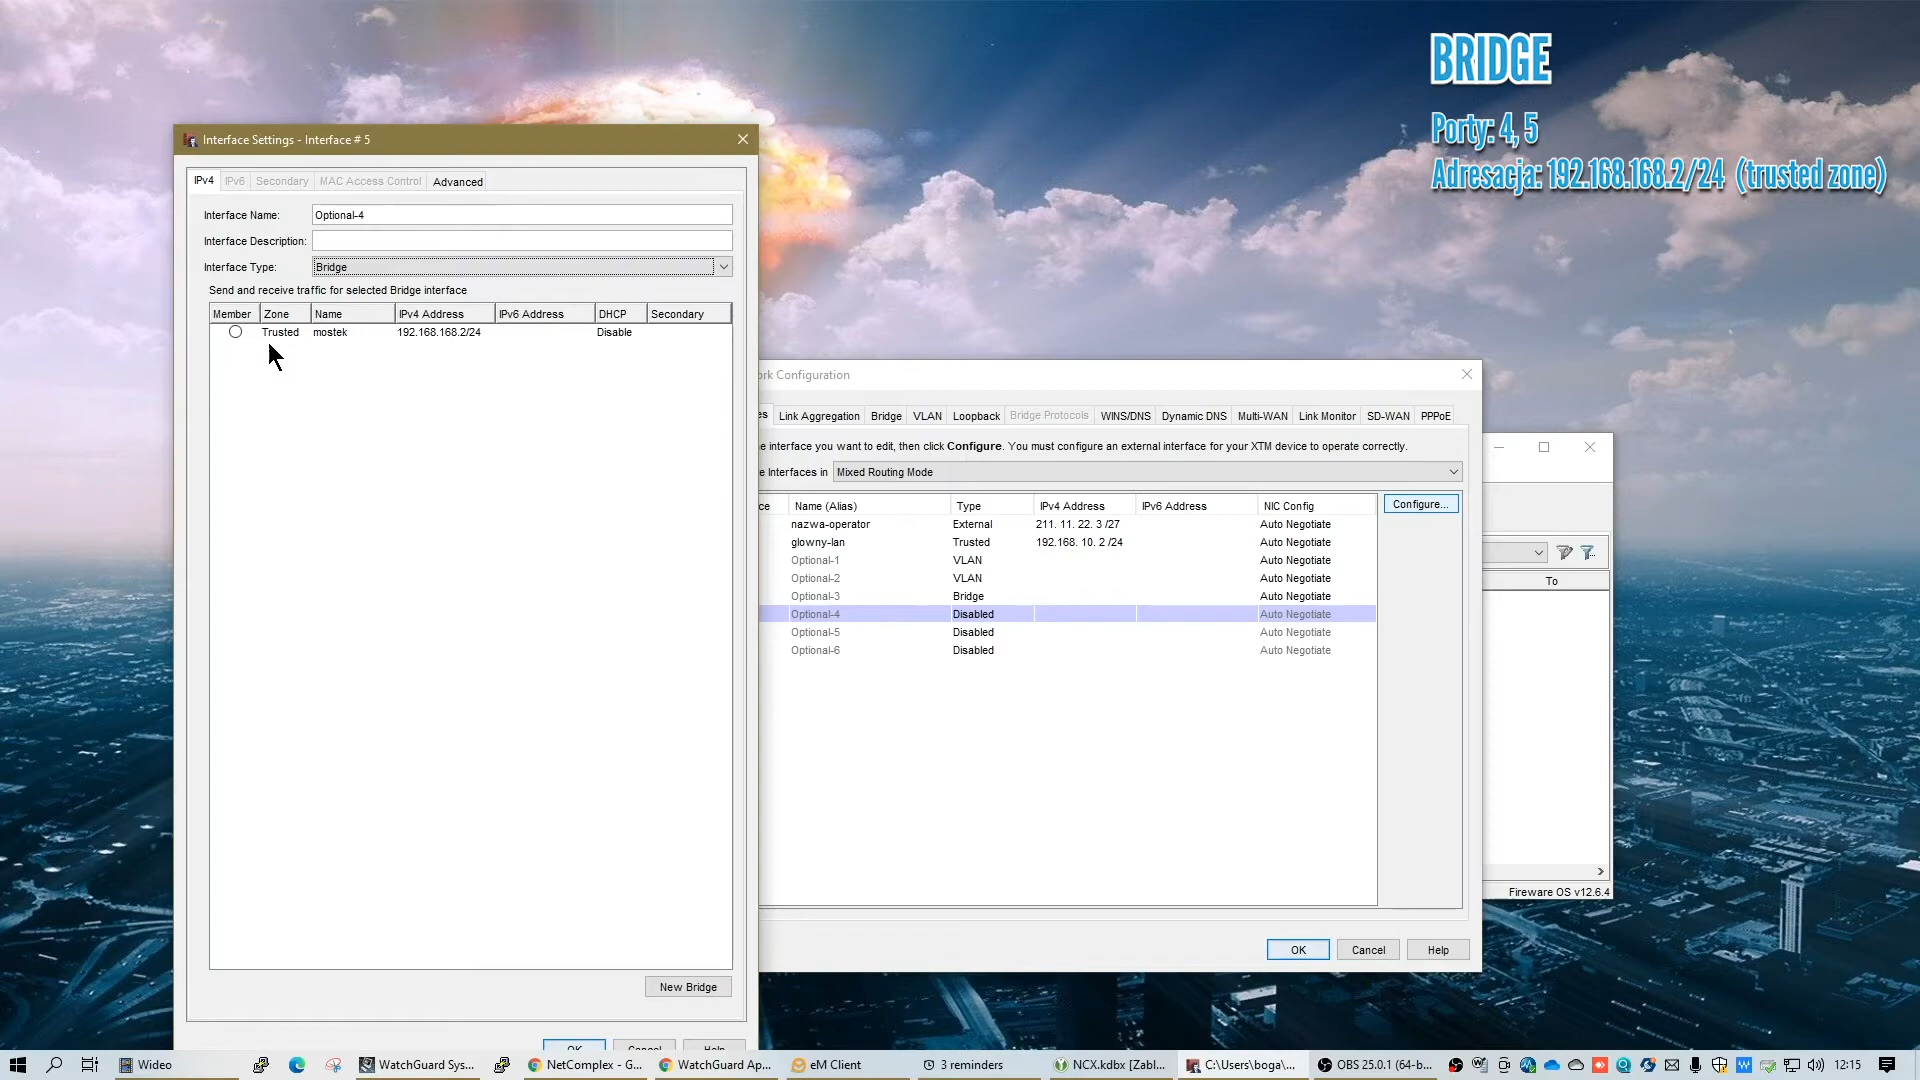 BRIDGE
Porty: 4, 5
Adresacja: 192.168.168.2/24 (trusted zone)
Interface Settings - Interface # 5
IPv4 IPv6 Secondary MAC Access Control Advanced
Interface Name: Optional-4
Interface Description:
Interface Type: Bridge
Send and receive traffic for selected Bridge interface
Member Zone Name IPv4 Address IPv6 Address DHCP Secondary
Trusted mostek 192.168.168.2/24 Disable
New Bridge
OK Cancel Help
rk Configuration
es Link Aggregation Bridge VLAN Loopback Bridge Protocols WINS/DNS Dynamic DNS Multi-WAN Link Monitor SD-WAN PPPoE
e interface you want to edit, then click Configure. You must configure an external interface for your XTM device to operate correctly.
e Interfaces in Mixed Routing Mode
ce Name (Alias) Type IPv4 Address IPv6 Address NIC Config Configure...
nazwa-operator External 211. 11. 22. 3 /27 Auto Negotiate
glowny-lan Trusted 192.168. 10. 2 /24 Auto Negotiate
Optional-1 VLAN Auto Negotiate
Optional-2 VLAN Auto Negotiate
Optional-3 Bridge Auto Negotiate
Optional-4 Disabled Auto Negotiate
Optional-5 Disabled Auto Negotiate
Optional-6 Disabled Auto Negotiate
OK Cancel Help
To
Fireware OS v12.6.4
Wideo WatchGuard Sys... NetComplex - G... WatchGuard Ap... eM Client 3 reminders NCX.kdbx [Zabl... C:\Users\boga\... OBS 25.0.1 (64-b... 12:15